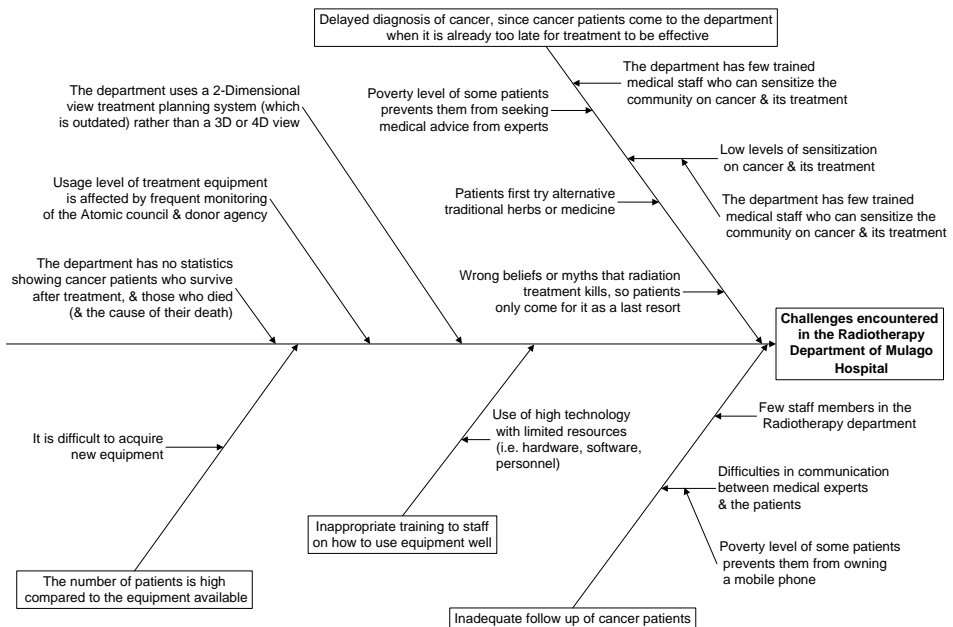 Delayed diagnosis of cancer, since cancer patients come to the department
when it is already too late for treatment to be effective
The department has few trained
medical staff who can sensitize the
community on cancer & its treatment
The department uses a 2-Dimensional
view treatment planning system (which
is outdated) rather than a 3D or 4D view
Poverty level of some patients
prevents them from seeking
medical advice from experts
Low levels of sensitization
on cancer & its treatment
Usage level of treatment equipment
is affected by frequent monitoring
of the Atomic council & donor agency
Patients first try alternative
traditional herbs or medicine
The department has few trained
medical staff who can sensitize the
community on cancer & its treatment
The department has no statistics
showing cancer patients who survive
after treatment, & those who died
(& the cause of their death)
Wrong beliefs or myths that radiation
treatment kills, so patients
only come for it as a last resort
Challenges encountered
in the Radiotherapy
Department of Mulago
Hospital
Few staff members in the
Radiotherapy department
It is difficult to acquire
new equipment
Use of high technology
with limited resources
(i.e. hardware, software,
personnel)
Difficulties in communication
between medical experts
& the patients
Inappropriate training to staff
on how to use equipment well
Poverty level of some patients
prevents them from owning
a mobile phone
The number of patients is high
compared to the equipment available
Inadequate follow up of cancer patients